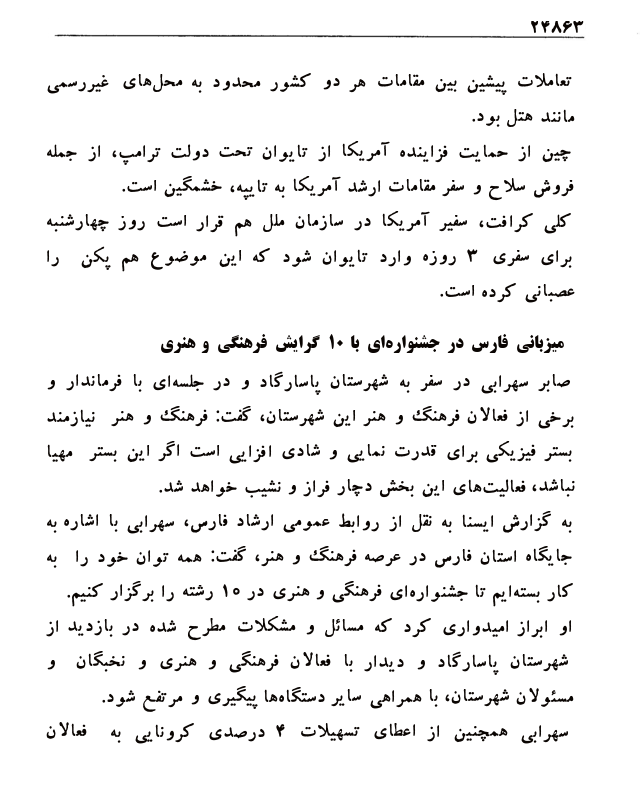 ۲۴۸۶۳
تعاملات پیشین بین مقامات هر دو کشور محدود به محل‌های غیررسمی
مانند هتل بود.
چین از حمایت فزاینده آمریکا از تایوان تحت دولت ترامپ، از جمله
فروش سلاح و سفر مقامات ارشد آمریکا به تایپه، خشمگین است.
کلی کرافت، سفیر آمریکا در سازمان ملل هم قرار است روز چهارشنبه
برای سفری ۳ روزه وارد تایوان شود که این موضوع هم پکن را
عصبانی کرده است.
میزبانی فارس در جشنواره‌ای با ۱۰ گرایش فرهنگی و هنری
صابر سهرابی در سفر به شهرستان پاسارگاد و در جلسه‌ای با فرماندار و
برخی از فعالان فرهنگ و هنر این شهرستان، گفت: فرهنگ و هنر نیازمند
بستر فیزیکی برای قدرت نمایی و شادی افزایی است اگر این بستر مهیا
نباشد، فعالیت‌های این بخش دچار فراز و نشیب خواهد شد.
به گزارش ایسنا به نقل از روابط عمومی ارشاد فارس، سهرابی با اشاره به
جایگاه استان فارس در عرصه فرهنگ و هنر، گفت: همه توان خود را به
کار بسته‌ایم تا جشنواره‌ای فرهنگی و هنری در ۱۵ رشته را برگزار کنیم.
او ابراز امیدواری کرد که مسائل و مشکلات مطرح شده در بازدید از
شهرستان پاسارگاد و دیدار با فعالان فرهنگی و هنری و نخبگان و
مسئولان شهرستان، با همراهی سایر دستگاه‌ها پیگیری و مرتفع شود.
سهرابی همچنین از اعطای تسهیلات ۴ درصدی کرونایی به فعالان